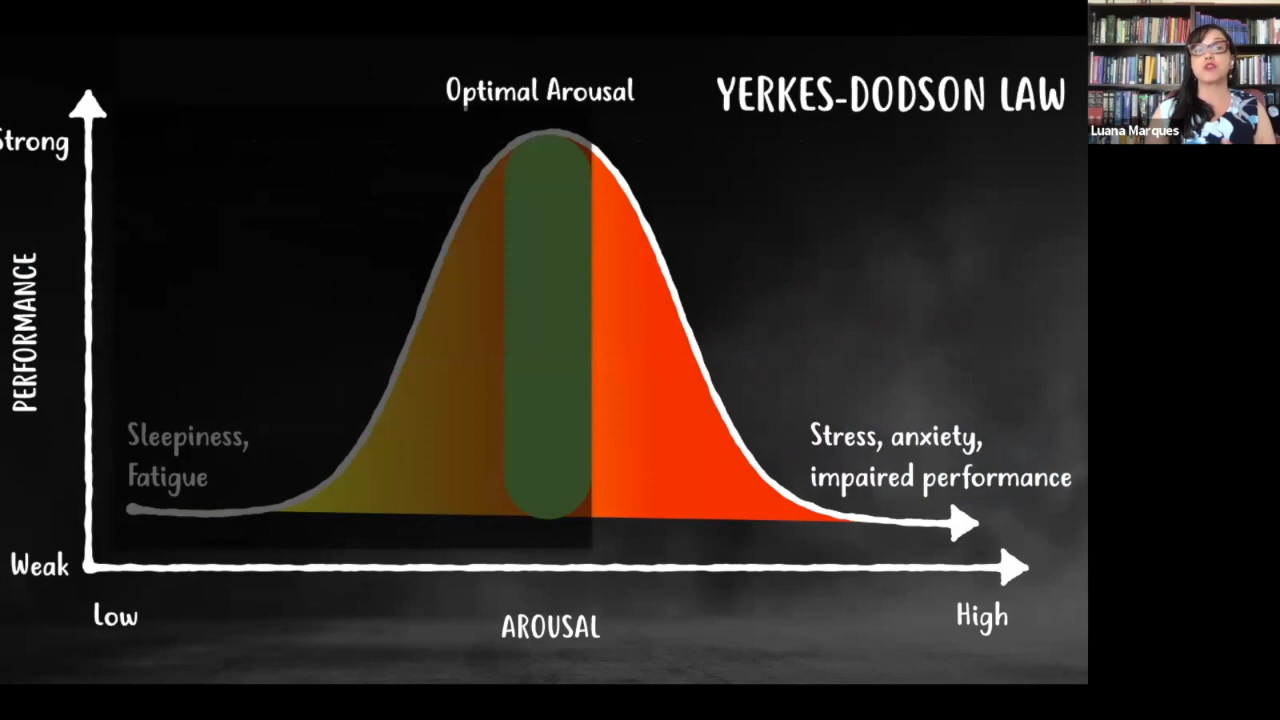 Optimal Arousal
YERKES-DODSON LAW
Strong
PERFORMANCE
Sleepiness,
Fatigue
Stress, anxiety,
impaired performance
Weak
Low
AROUSAL
High
Luana Marques